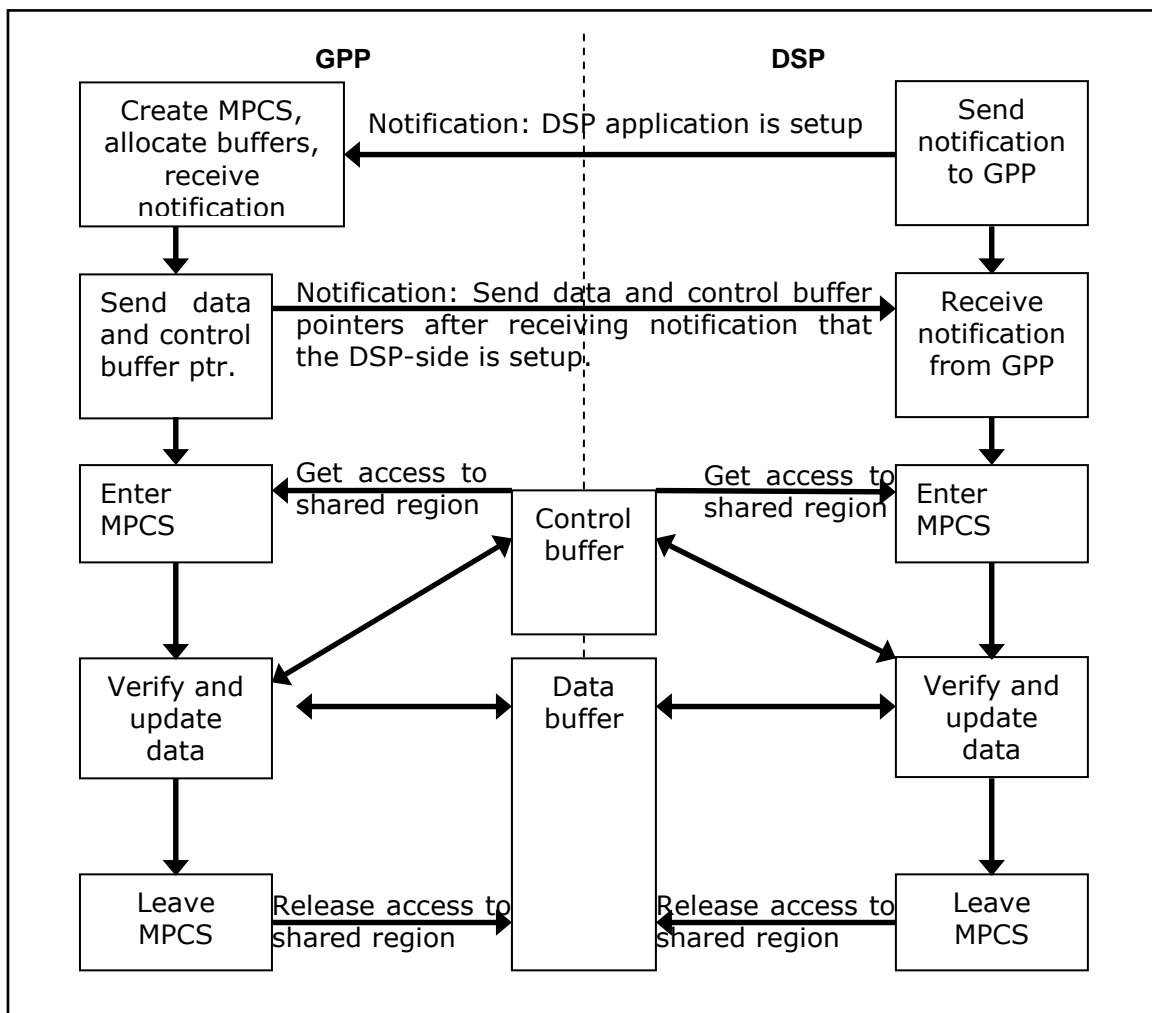 GPP
DSP
Create MPCS,
allocate buffers,
receive
notification
Notification: DSP application is setup
Send
notification
to GPP
Send data
and control
buffer ptr.
Notification: Send data and control buffer
pointers after receiving notification that
the DSP-side is setup.
Receive
notification
from GPP
Enter
MPCS
Get access to
shared region
Control
buffer
Get access to
shared region
Enter
MPCS
Verify and
update
data
Data
buffer
Verify and
update
data
Leave
MPCS
Release access to
shared region
Release access to
shared region
Leave
MPCS